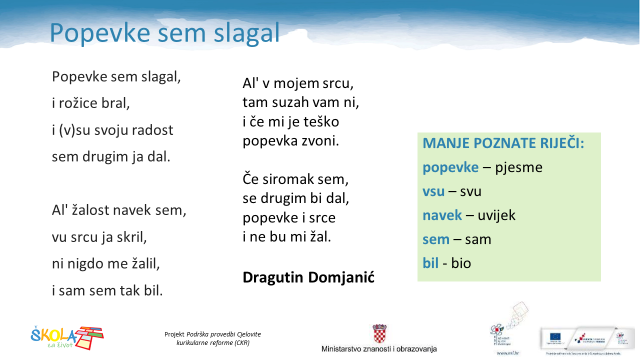 Popevke sem slagal
Popevke sem slagal,
i rožice bral,
i (v)su svoju radost
sem drugim ja dal.
Al' žalost navek sem,
vu srcu ja skril,
ni nigdo me žalil,
i sam sem tak bil.
Al' v mojem srcu,
tam suzah vam ni,
i če mi je teško
popevka zvoni.
Če siromak sem,
se drugim bi dal,
popevke i srce
i ne bu mi žal.
Dragutin Domjanić
MANJE POZNATE RIJEČI:
popevke – pjesme
vsu – svu
navek – uvijek
sem – sam
bil - bio
ŠKOLA
za život
Projekt Podrška provedbi Cjelovite
kurikularne reforme (CKR)
Ministarstvo znanosti i obrazovanja